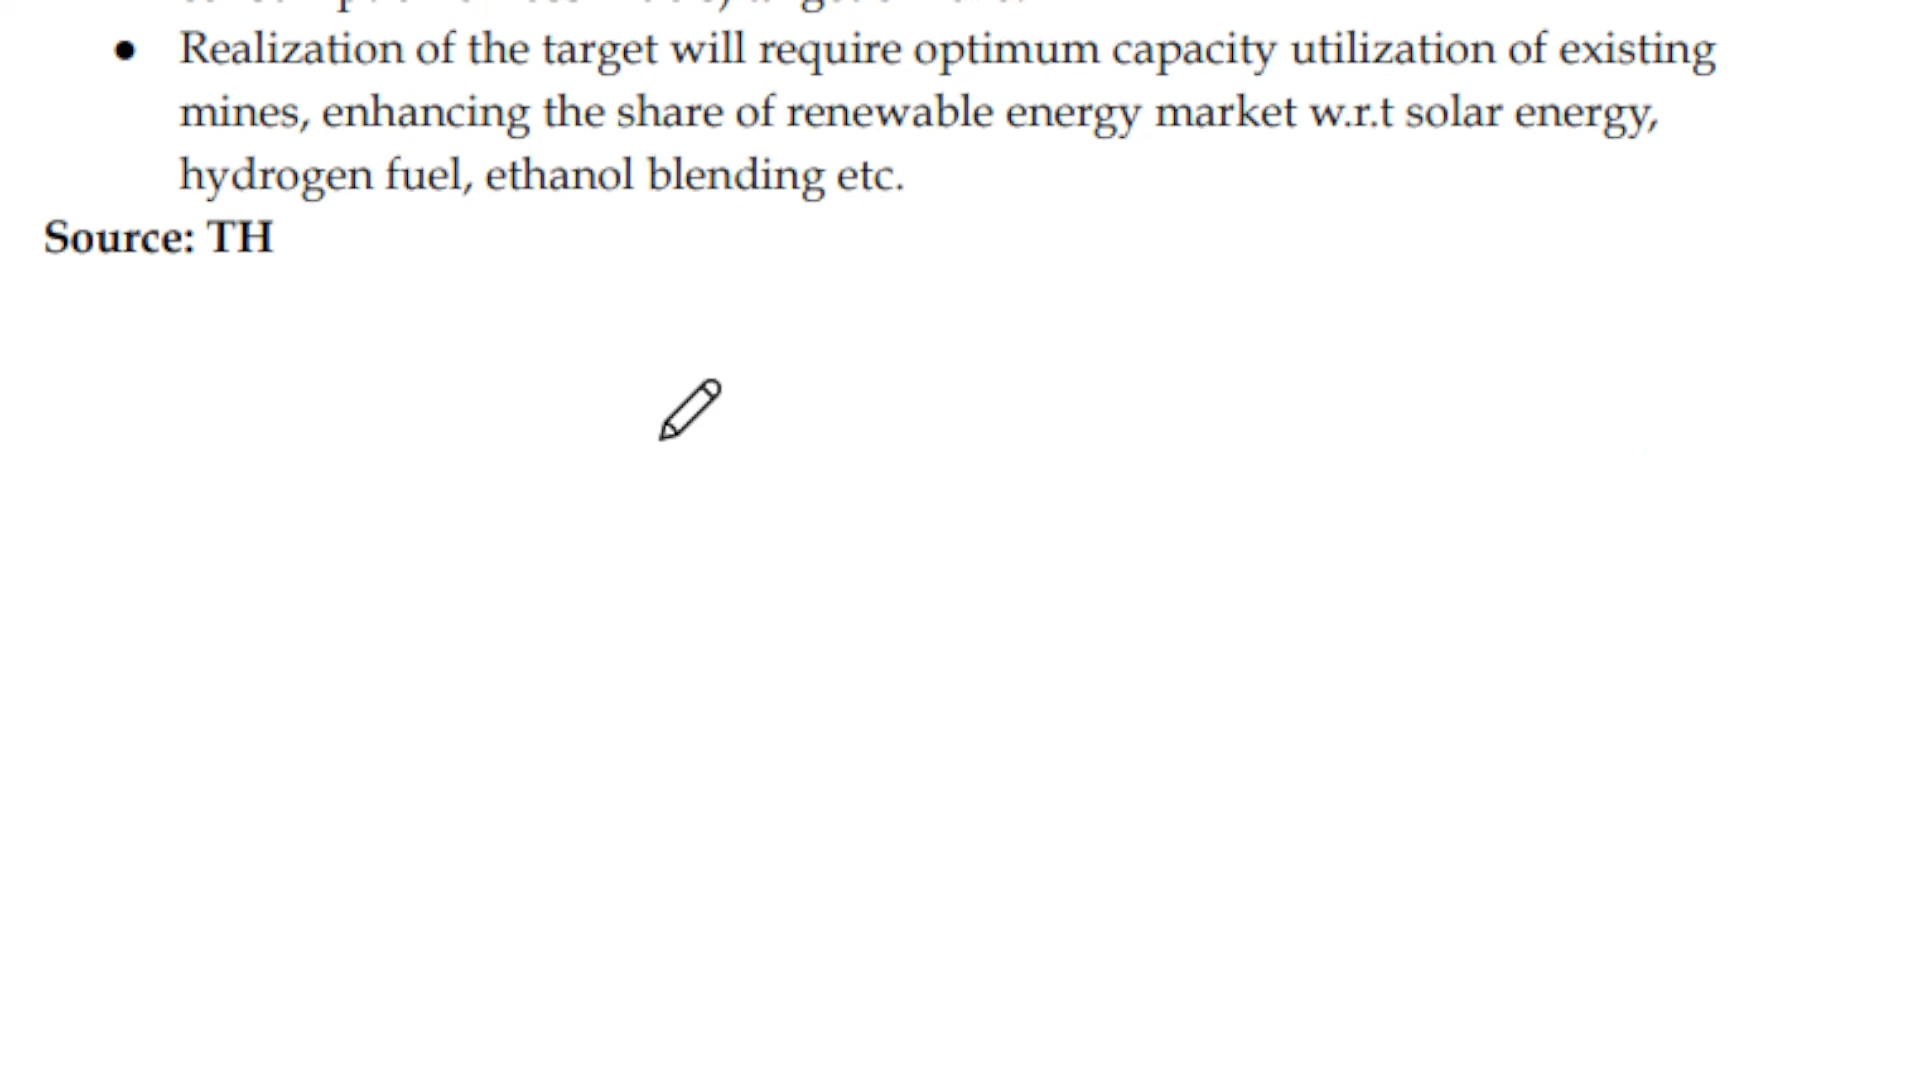 ● Realization of the target will require optimum capacity utilization of existing
mines, enhancing the share of renewable energy market w.r.t solar energy,
hydrogen fuel, ethanol blending etc.
Source: TH